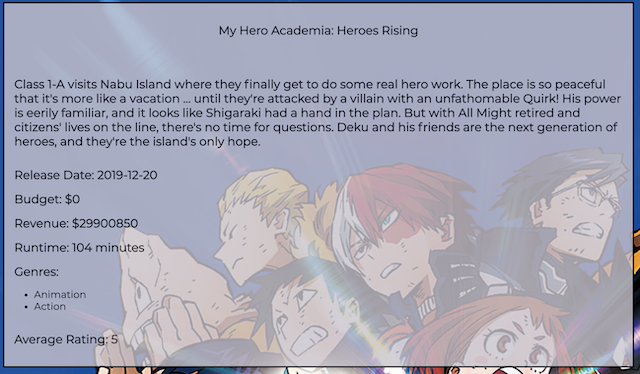 My Hero Academia: Heroes Rising
Class 1-A visits Nabu Island where they finally get to do some real hero work. The place is so peaceful
that it's more like a vacation ... until they're attacked by a villain with an unfathomable Quirk! His power
is eerily familiar, and it looks like Shigaraki had a hand in the plan. But with All Might retired and
citizens' lives on the line, there's no time for questions. Deku and his friends are the next generation of
heroes, and they're the island's only hope.
Release Date: 2019-12-20
Budget: $0
Revenue: $29900850
Runtime: 104 minutes
Genres:
• Animation
• Action
Average Rating: 5